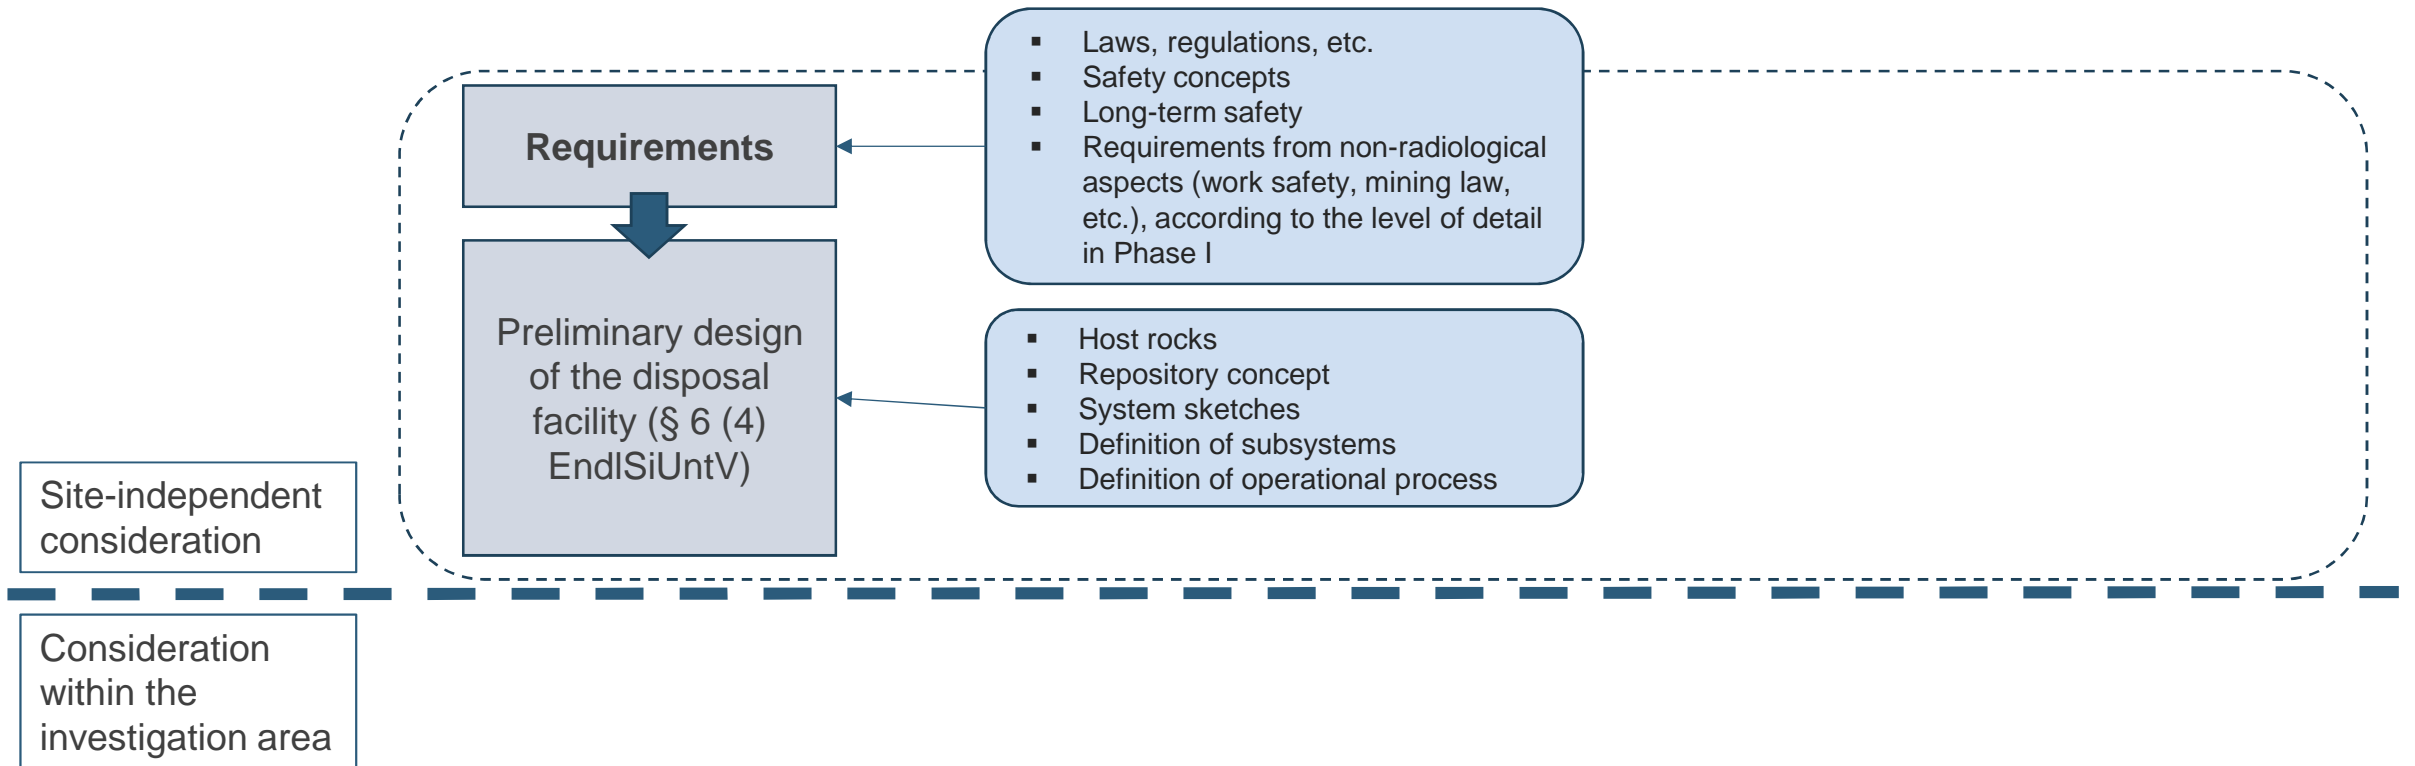 Requirements
▪ Laws, regulations, etc.
▪ Safety concepts
▪ Long-term safety
▪ Requirements from non-radiological
aspects (work safety, mining law,
etc.), according to the level of detail
in Phase I
Preliminary design
of the disposal
facility (§ 6 (4)
EndlSiUntV)
▪ Host rocks
▪ Repository concept
▪ System sketches
▪ Definition of subsystems
▪ Definition of operational process
Site-independent
consideration
Consideration
within the
investigation area